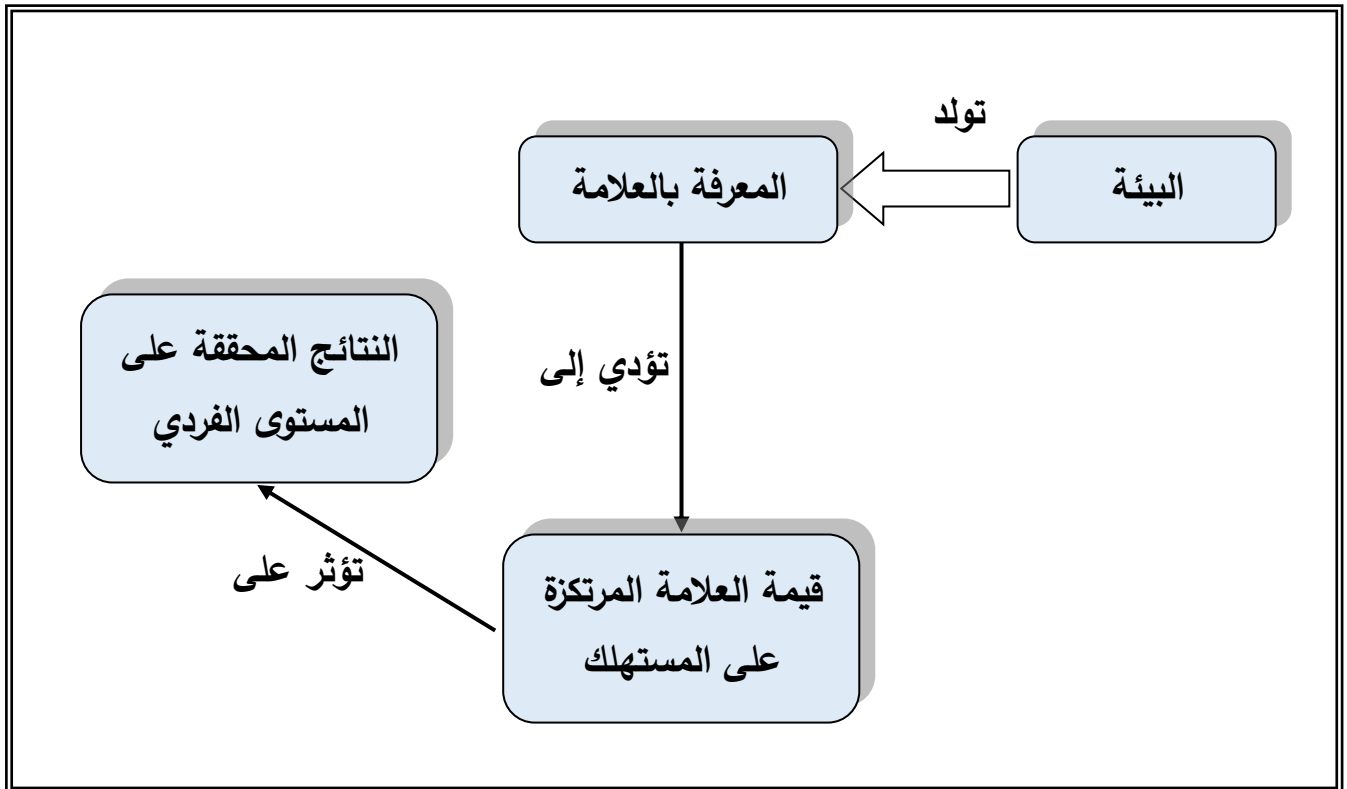 تولد
البيئة
المعرفة بالعلامة
تؤدي إلى
النتائج المحققة على
المستوى الفردي
تؤثر على
قيمة العلامة المرتكزة
على المستهلك